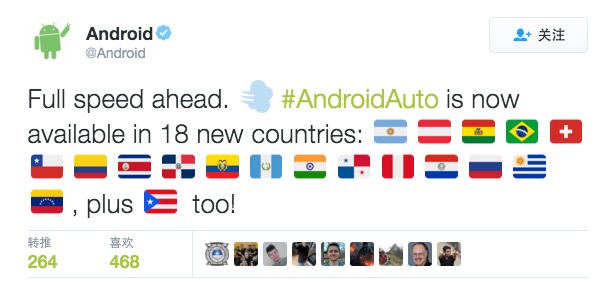 Android
@Android
关注
Full speed ahead. 💨 #AndroidAuto is now
available in 18 new countries: 🇦🇷 🇦🇹 🇧🇴 🇧🇷 🇨🇭
🇨🇱 🇨🇴 🇨🇷 🇩🇴 🇪🇨 🇬🇹 🇮🇳 🇵🇦 🇵🇪 🇵🇾 🇷🇺 🇺🇾
🇻🇪 , plus 🇵🇷 too!
转推 喜欢
264 468